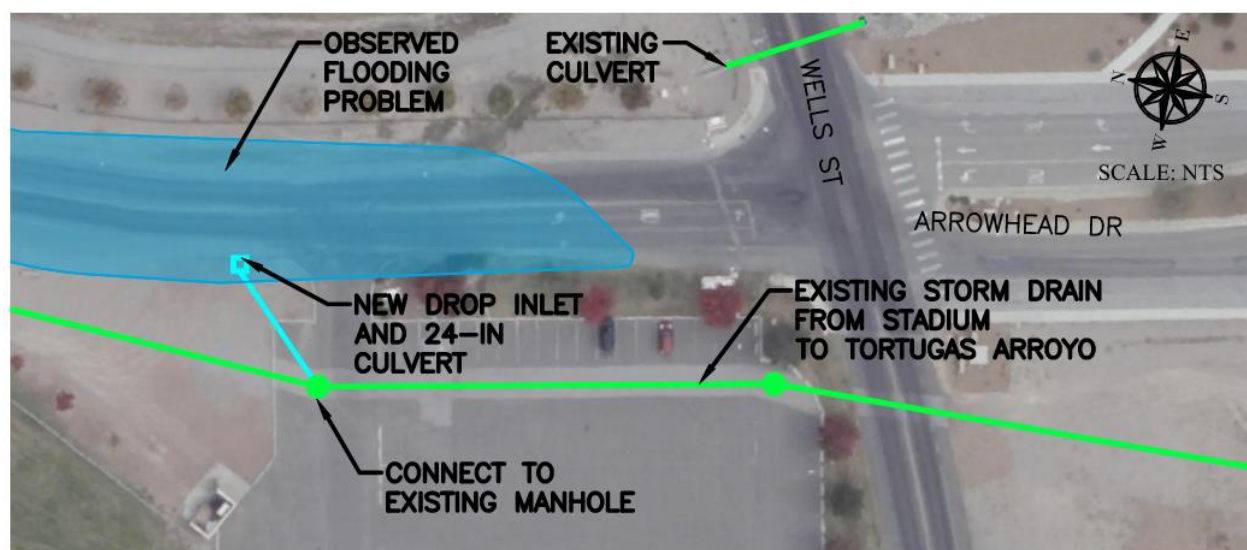 OBSERVED
FLOODING
PROBLEM
EXISTING
CULVERT
WELLS ST
N
E
S
W
SCALE: NTS
ARROWHEAD DR
NEW DROP INLET
AND 24-IN
CULVERT
EXISTING STORM DRAIN
FROM STADIUM
TO TORTUGAS ARROYO
CONNECT TO
EXISTING MANHOLE